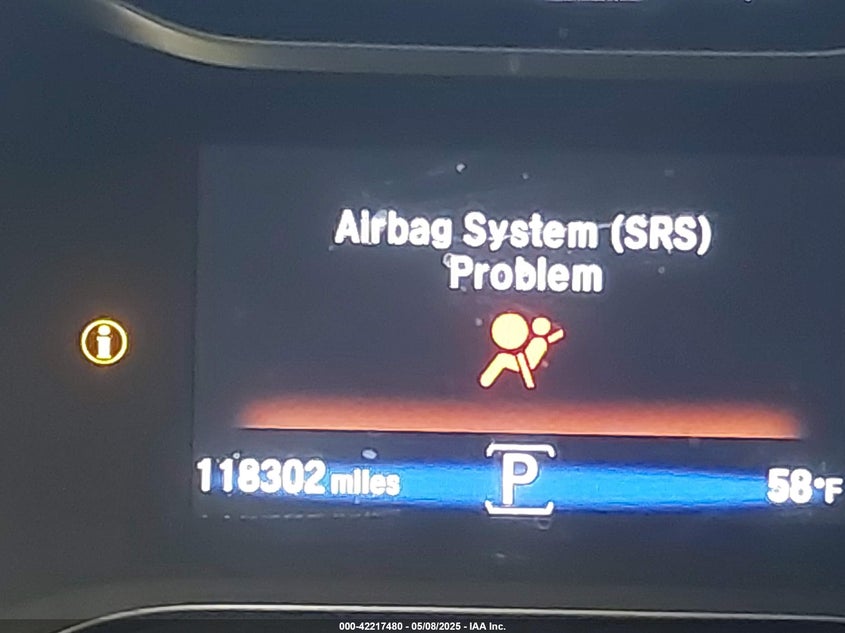 Airbag System (SRS)
Problem
118302 miles P 58°F
000-42217480 - 05/08/2025 - IAA Inc.